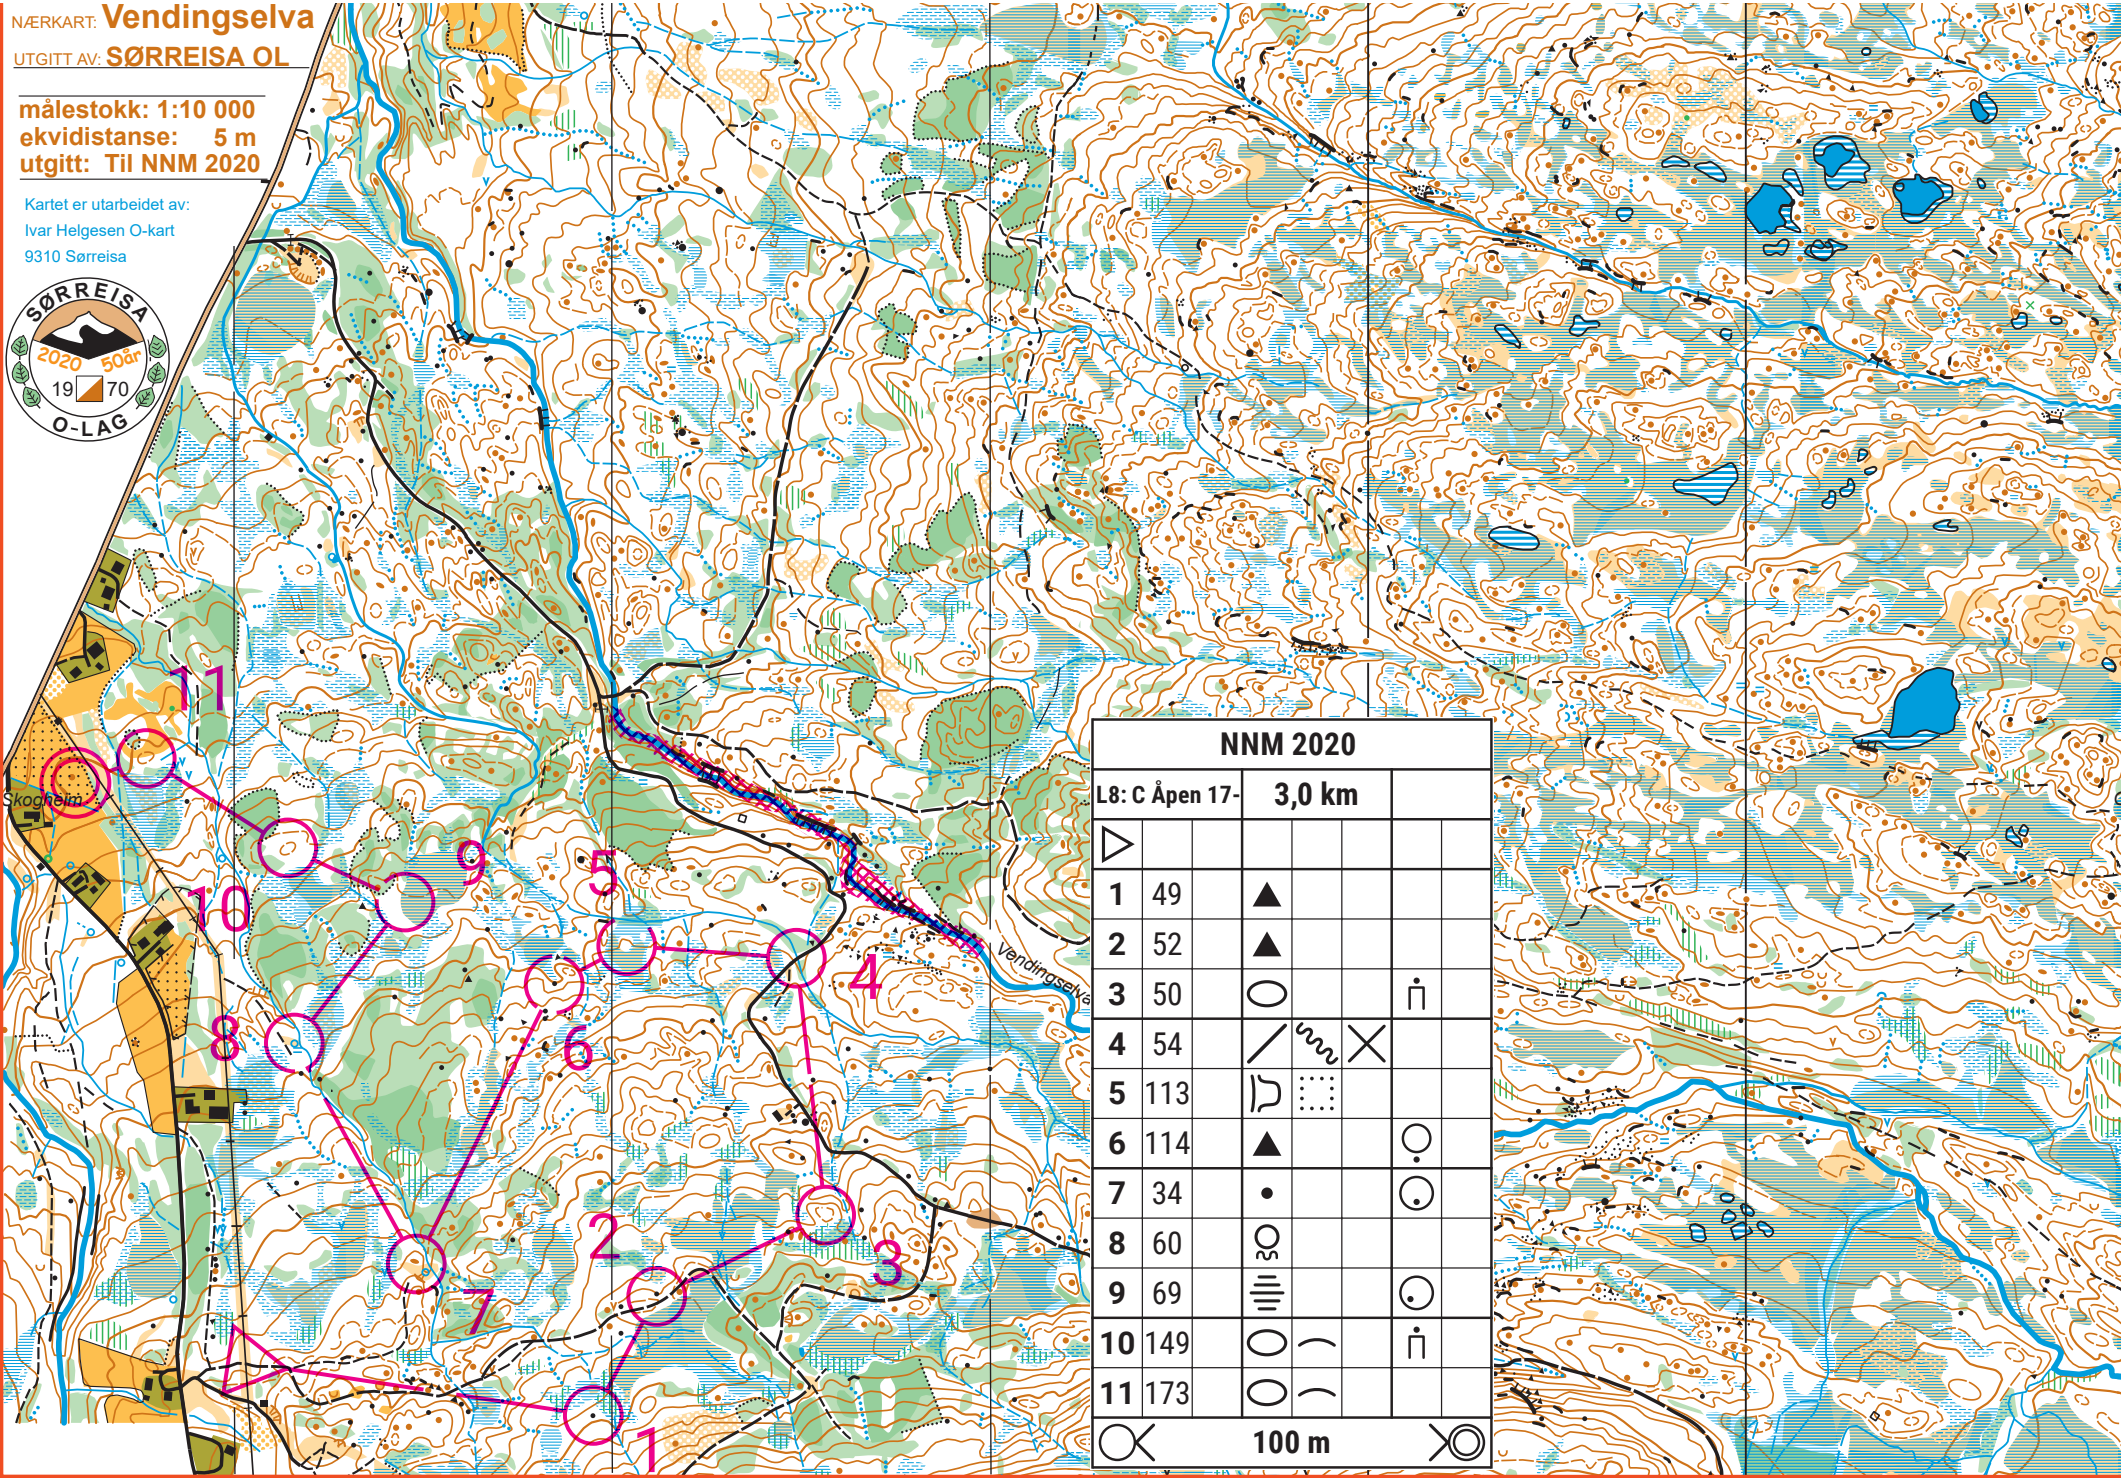 NÆRKART: Vendingselva
UTGITT AV: SØRREISA OL
målestokk: 1:10 000
ekvidistanse: 5 m
utgitt: Til NNM 2020
Kartet er utarbeidet av:
Ivar Helgesen O-kart
9310 Sørreisa
SØRREISA
2020 50år
19 70
O-LAG
11
Skogheim
9
5
10
4
Vendingselva
8
6
2
3
7
1
NNM 2020
L8: C Åpen 17- 3,0 km
1 49
2 52
3 50
4 54
5 113
6 114
7 34
8 60
9 69
10 149
11 173
100 m